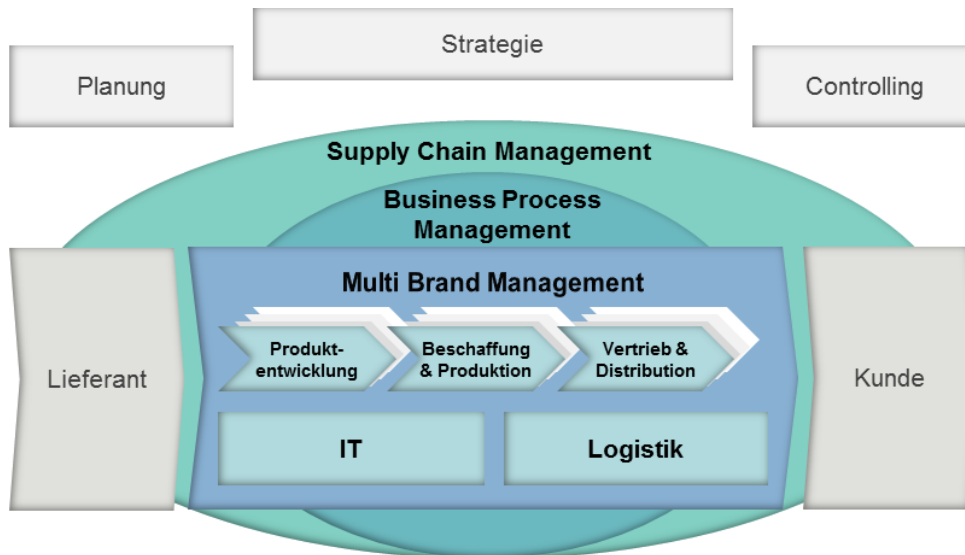 Strategie
Planung
Controlling
Supply Chain Management
Business Process
Management
Multi Brand Management
Produkt-
entwicklung
Beschaffung
& Produktion
Vertrieb &
Distribution
Lieferant
Kunde
IT
Logistik